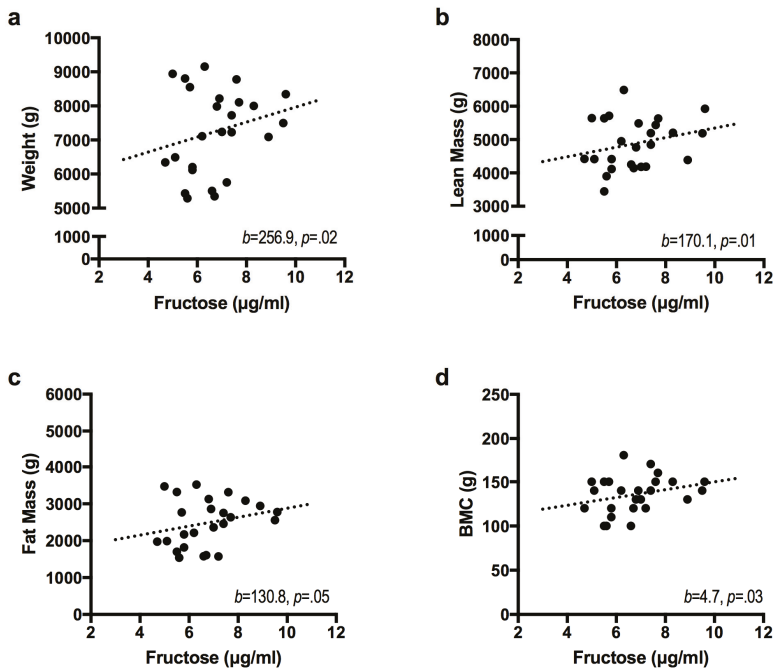 a
Weight (g)
10000
9000
8000
7000
6000
5000
1000
0
2 4 6 8 10 12
Fructose (µg/ml)
b=256.9, p=.02
b
Lean Mass (g)
8000
7000
6000
5000
4000
3000
1000
0
2 4 6 8 10 12
Fructose (µg/ml)
b=170.1, p=.01
c
Fat Mass (g)
6000
5000
4000
3000
2000
1000
0
2 4 6 8 10 12
Fructose (µg/ml)
b=130.8, p=.05
d
BMC (g)
250
200
150
100
50
0
2 4 6 8 10 12
Fructose (µg/ml)
b=4.7, p=.03